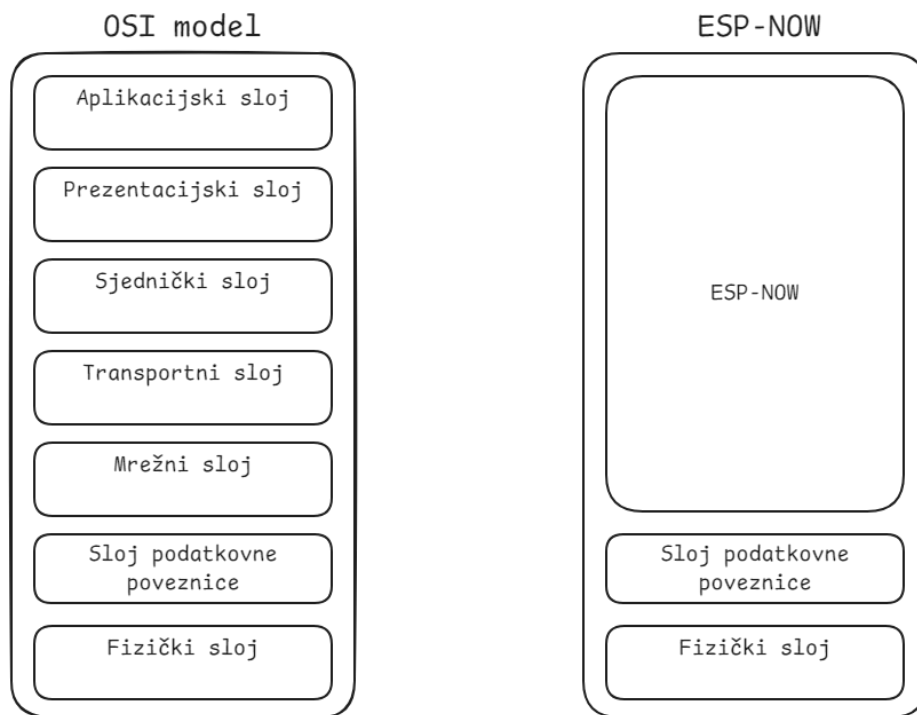 OSI model
Aplikacijski sloj
Prezentacijski sloj
Sjednički sloj
Transportni sloj
Mrežni sloj
Sloj podatkovne
poveznice
Fizički sloj
ESP-NOW
ESP-NOW
Sloj podatkovne
poveznice
Fizički sloj